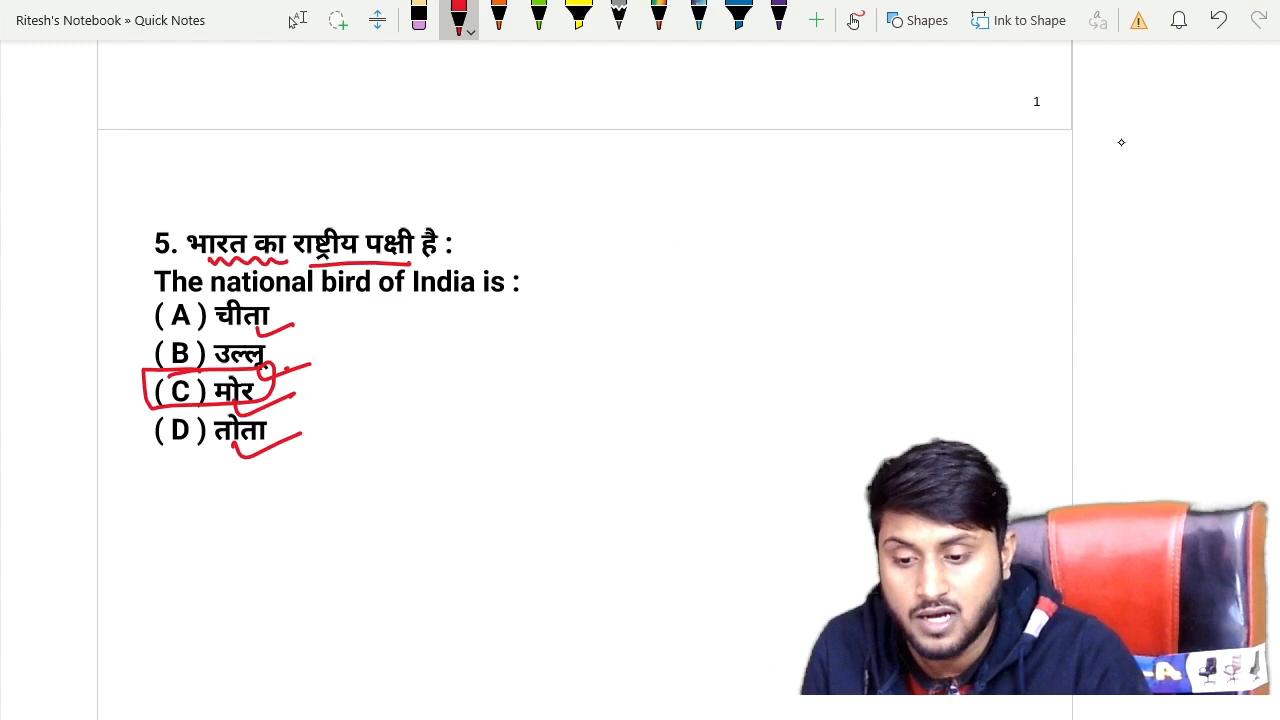 Ritesh's Notebook » Quick Notes
Shapes
Ink to Shape
1
5. भारत का राष्ट्रीय पक्षी है :
The national bird of India is :
( A ) चीता
( B ) उल्लू
( C ) मोर
( D ) तोता
-A